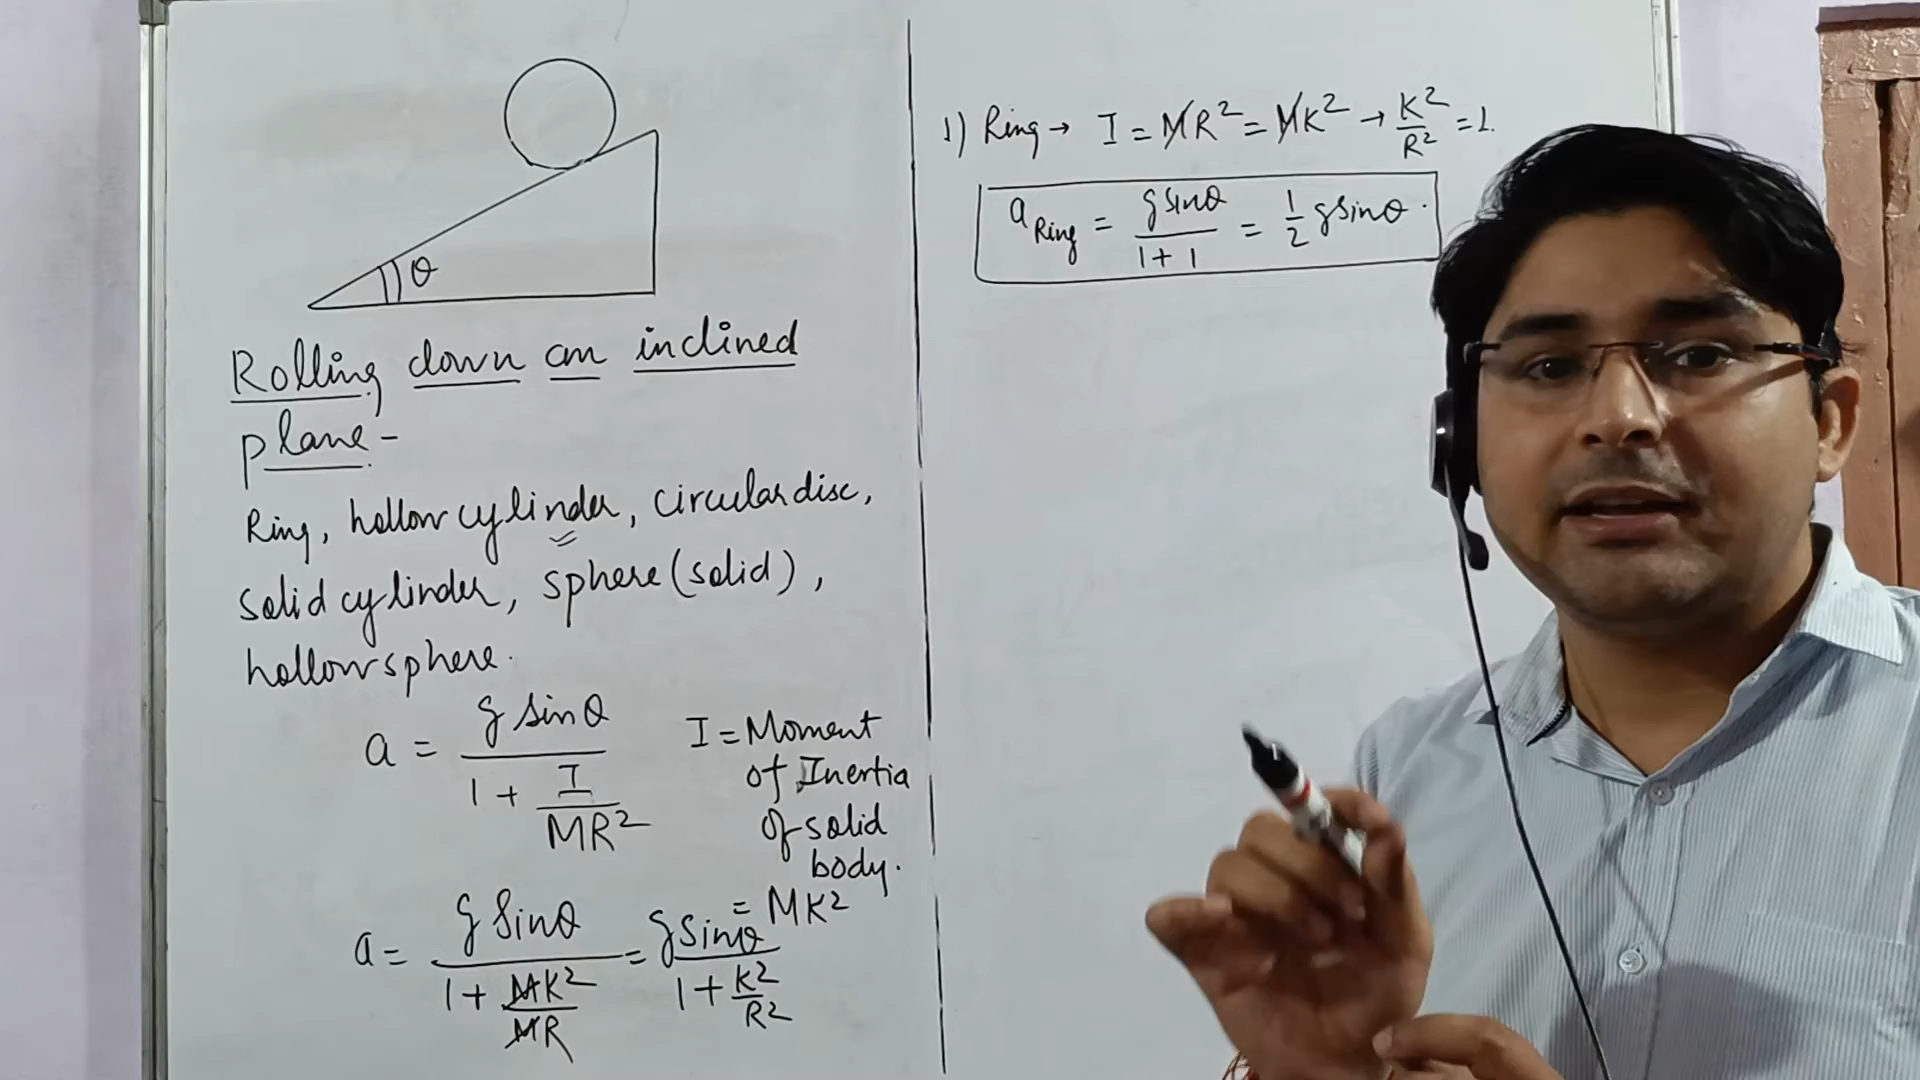 θ
Rolling down an inclined
plane -
Ring, hollow cylinder, circular disc,
solid cylinder, sphere (solid),
hollow sphere.
a = g sinθ / (1 + I/MR²)
I = Moment
of Inertia
of solid
body.
= MK²
a = g sinθ / (1 + MK²/MR) = g sinθ / (1 + K²/R²)
1) Ring → I = MR² = MK² → K²/R² = 1.
a Ring = g sinθ / (1 + 1) = 1/2 g sinθ.